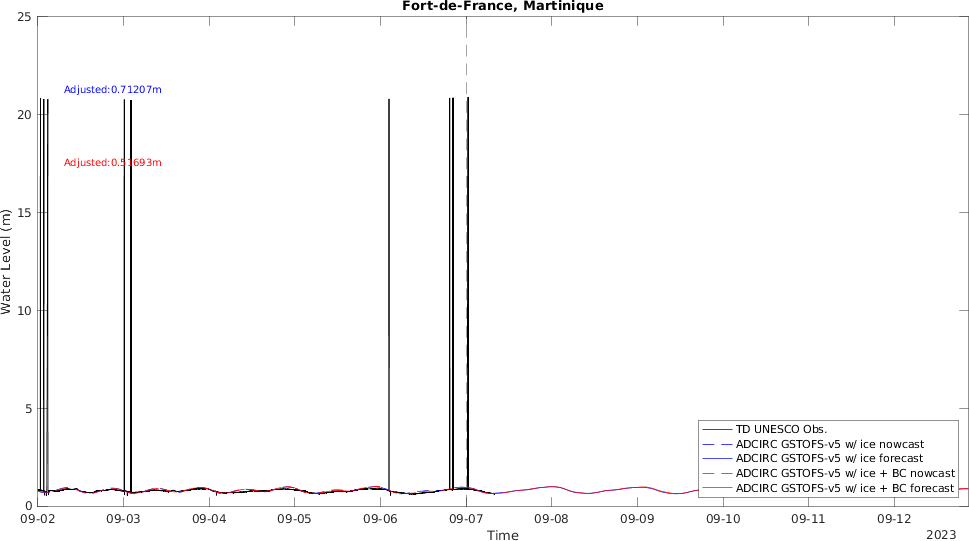 Fort-de-France, Martinique
25
20
15
10
5
0
Water Level (m)
Adjusted:0.71207m
Adjusted:0.51693m
TD UNESCO Obs.
ADCIRC GSTOFS-v5 w/ ice nowcast
ADCIRC GSTOFS-v5 w/ ice forecast
ADCIRC GSTOFS-v5 w/ ice + BC nowcast
ADCIRC GSTOFS-v5 w/ ice + BC forecast
09-02 09-03 09-04 09-05 09-06 09-07 09-08 09-09 09-10 09-11 09-12
Time
2023